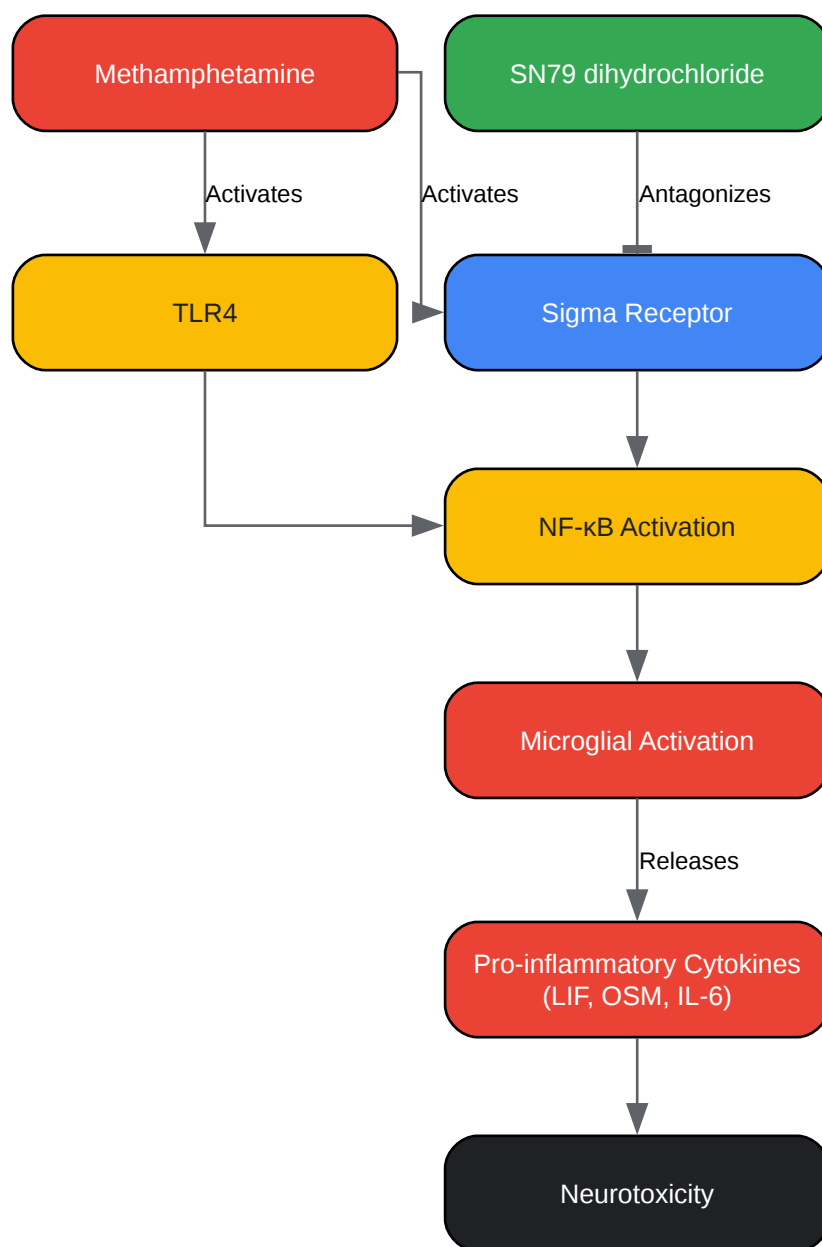 Methamphetamine
SN79 dihydrochloride
Activates
Activates
Antagonizes
TLR4
Sigma Receptor
NF-κB Activation
Microglial Activation
Releases
Pro-inflammatory Cytokines
(LIF, OSM, IL-6)
Neurotoxicity